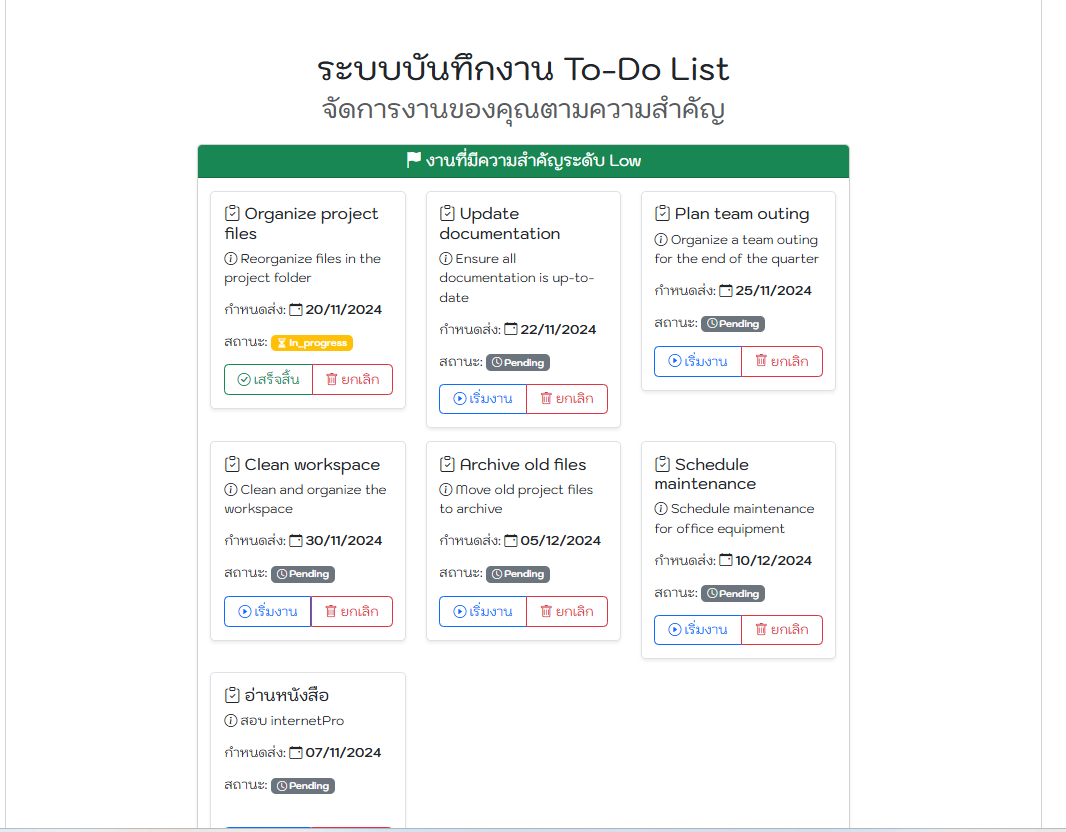 ระบบบันทึกงาน To-Do List
จัดการงานของคุณตามความสำคัญ
งานที่มีความสำคัญระดับ Low
Organize project
files
Reorganize files in the
project folder
กำหนดส่ง: 20/11/2024
สถานะ: In_progress
เสร็จสิ้น ยกเลิก
Update
documentation
Ensure all
documentation is up-to-
date
กำหนดส่ง: 22/11/2024
สถานะ: Pending
เริ่มงาน ยกเลิก
Plan team outing
Organize a team outing
for the end of the quarter
กำหนดส่ง: 25/11/2024
สถานะ: Pending
เริ่มงาน ยกเลิก
Clean workspace
Clean and organize the
workspace
กำหนดส่ง: 30/11/2024
สถานะ: Pending
เริ่มงาน ยกเลิก
Archive old files
Move old project files
to archive
กำหนดส่ง: 05/12/2024
สถานะ: Pending
เริ่มงาน ยกเลิก
Schedule
maintenance
Schedule maintenance
for office equipment
กำหนดส่ง: 10/12/2024
สถานะ: Pending
เริ่มงาน ยกเลิก
อ่านหนังสือ
สอบ internetPro
กำหนดส่ง: 07/11/2024
สถานะ: Pending